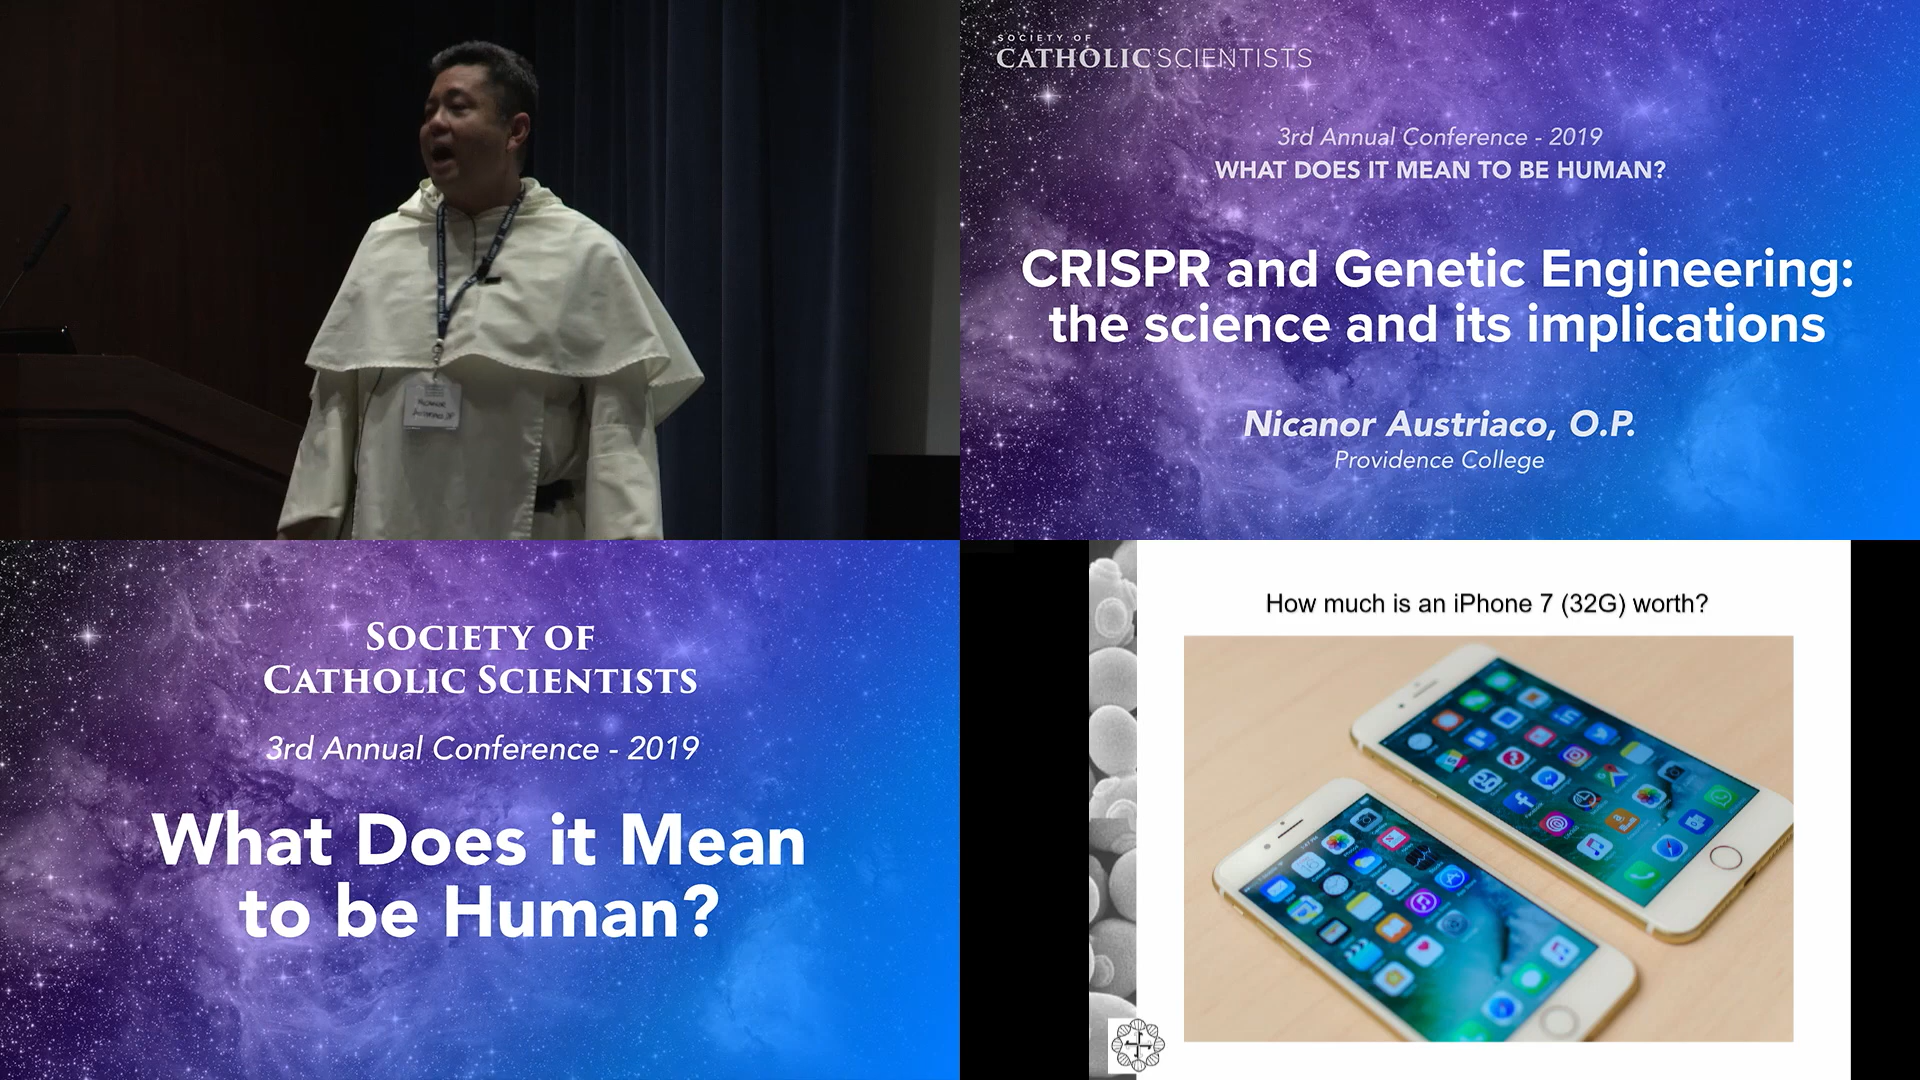 SOCIETY OF
CATHOLIC SCIENTISTS
3rd Annual Conference - 2019
WHAT DOES IT MEAN TO BE HUMAN?
CRISPR and Genetic Engineering:
the science and its implications
Nicanor Austriaco, O.P.
Providence College
SOCIETY OF
CATHOLIC SCIENTISTS
3rd Annual Conference - 2019
What Does it Mean
to be Human?
How much is an iPhone 7 (32G) worth?